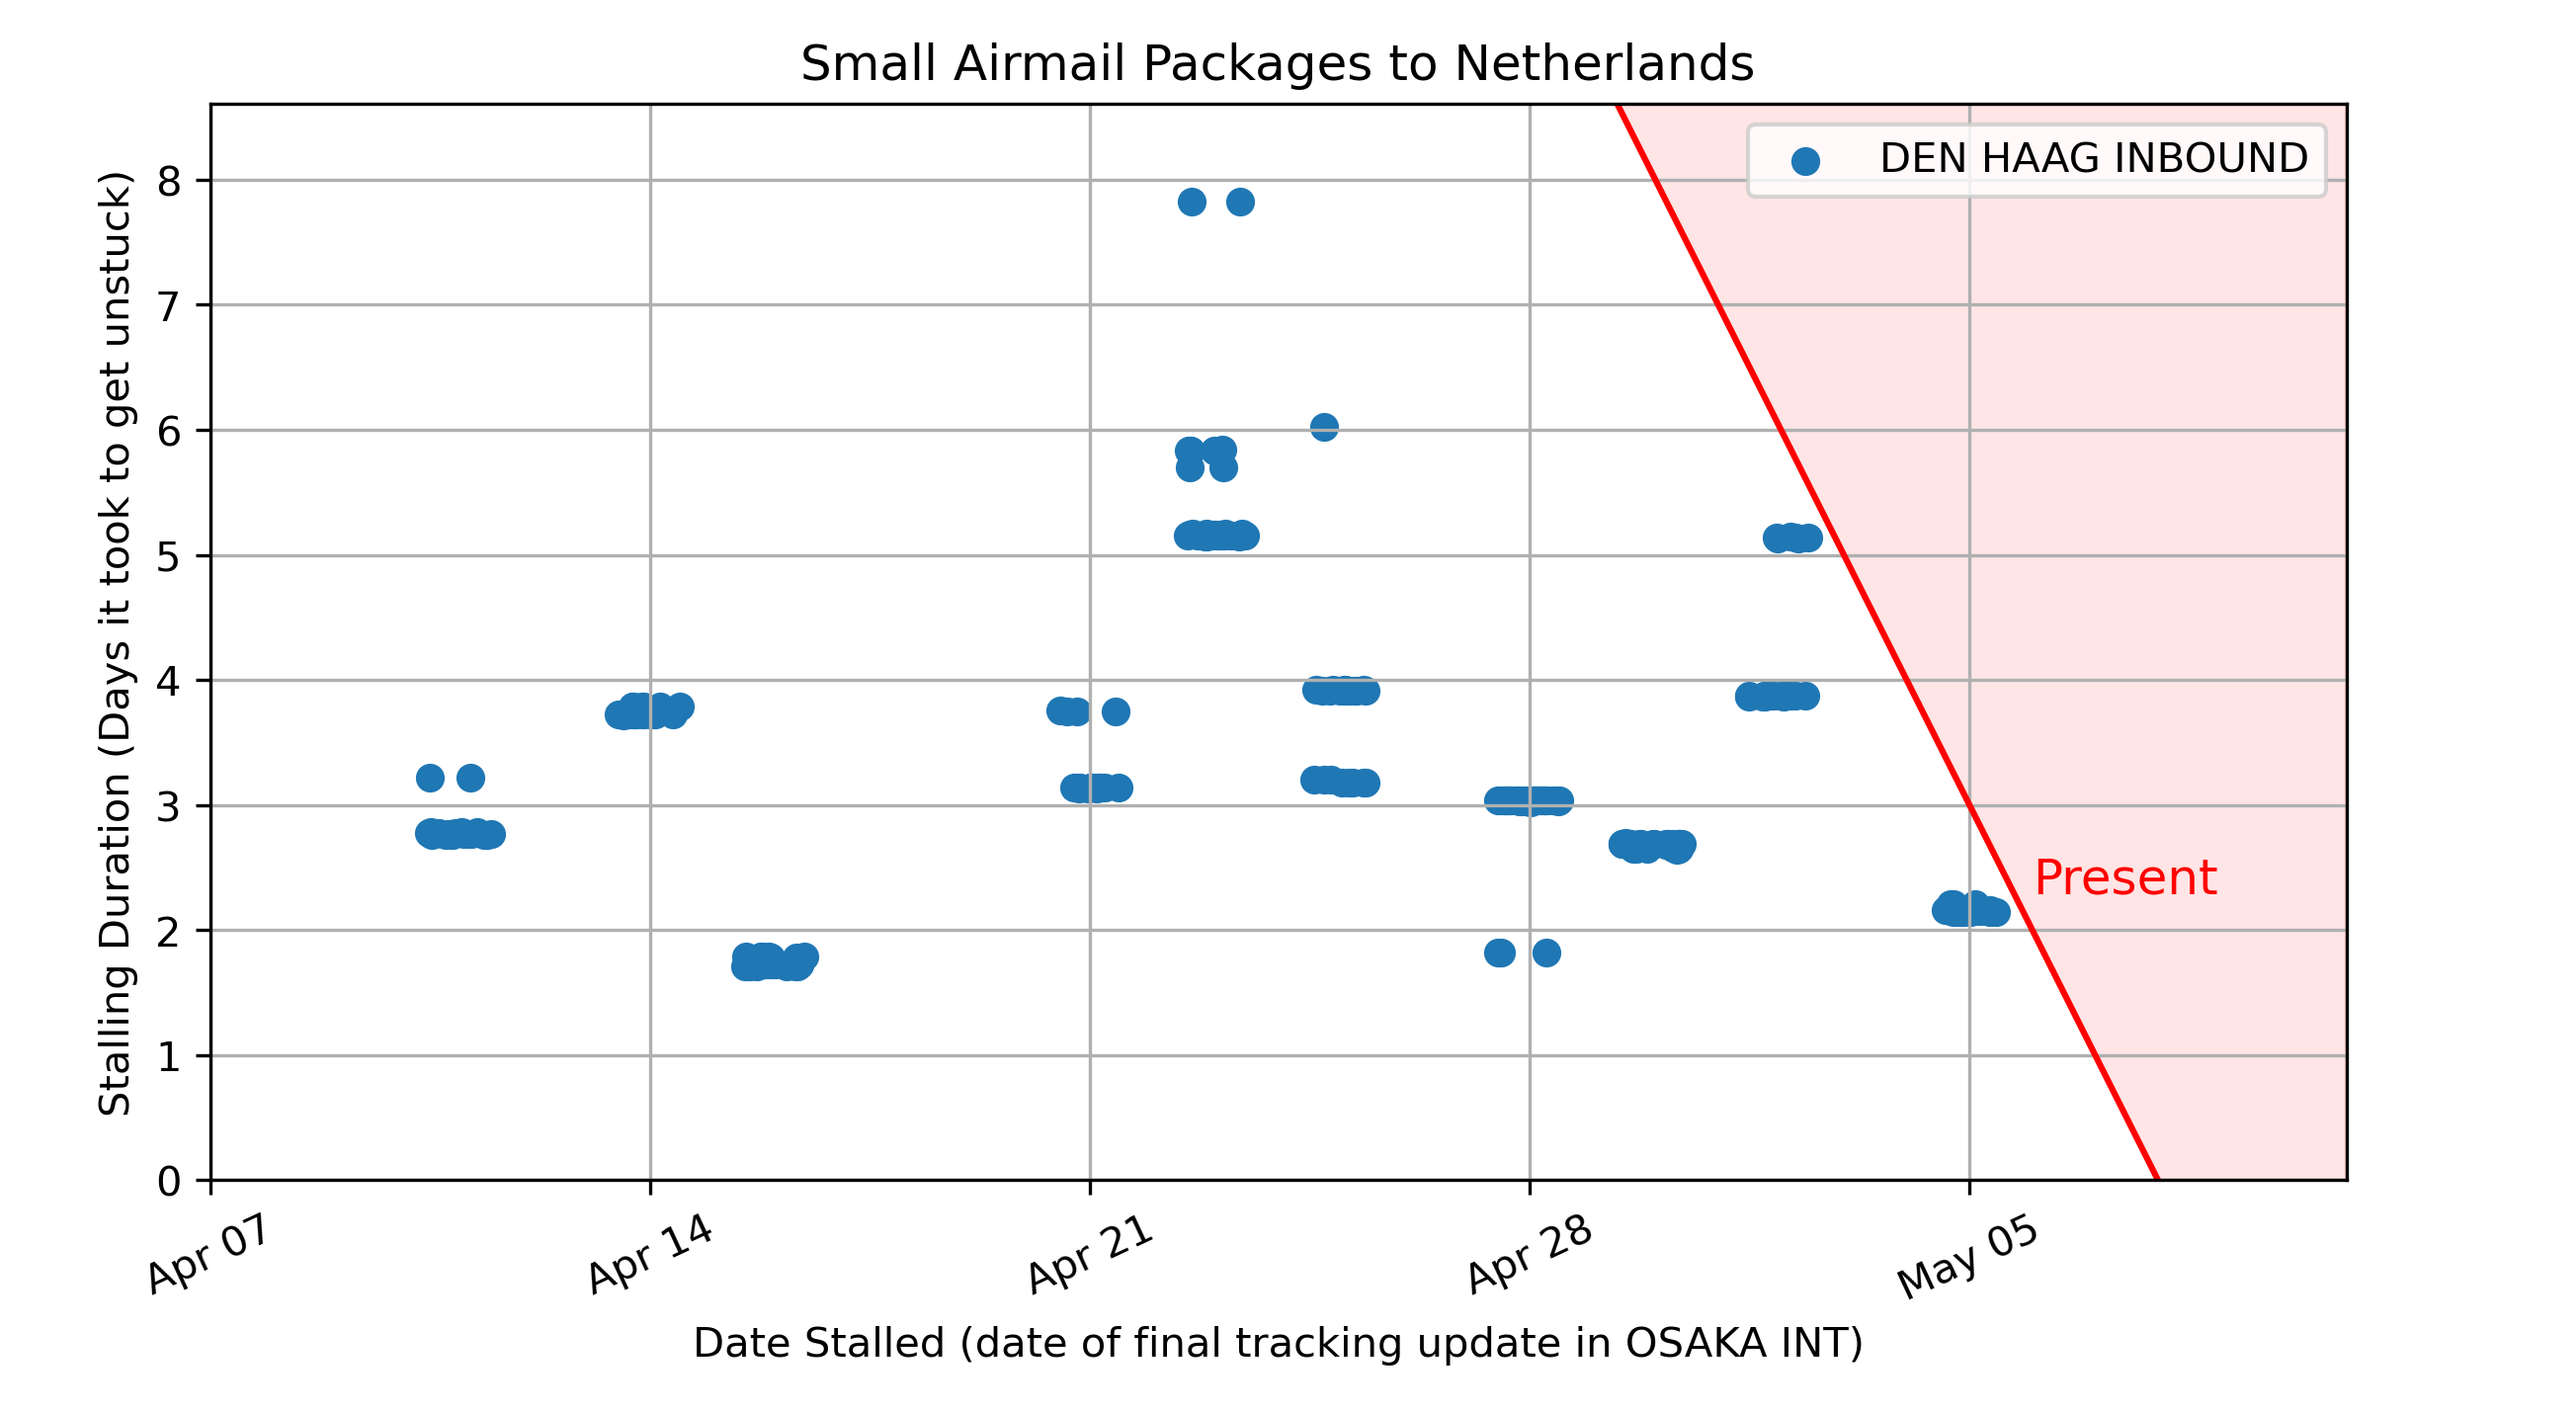 Small Airmail Packages to Netherlands
DEN HAAG INBOUND
Stalling Duration (Days it took to get unstuck)
8
7
6
5
4
3
2
1
0
Present
Apr 07
Apr 14
Apr 21
Apr 28
May 05
Date Stalled (date of final tracking update in OSAKA INT)